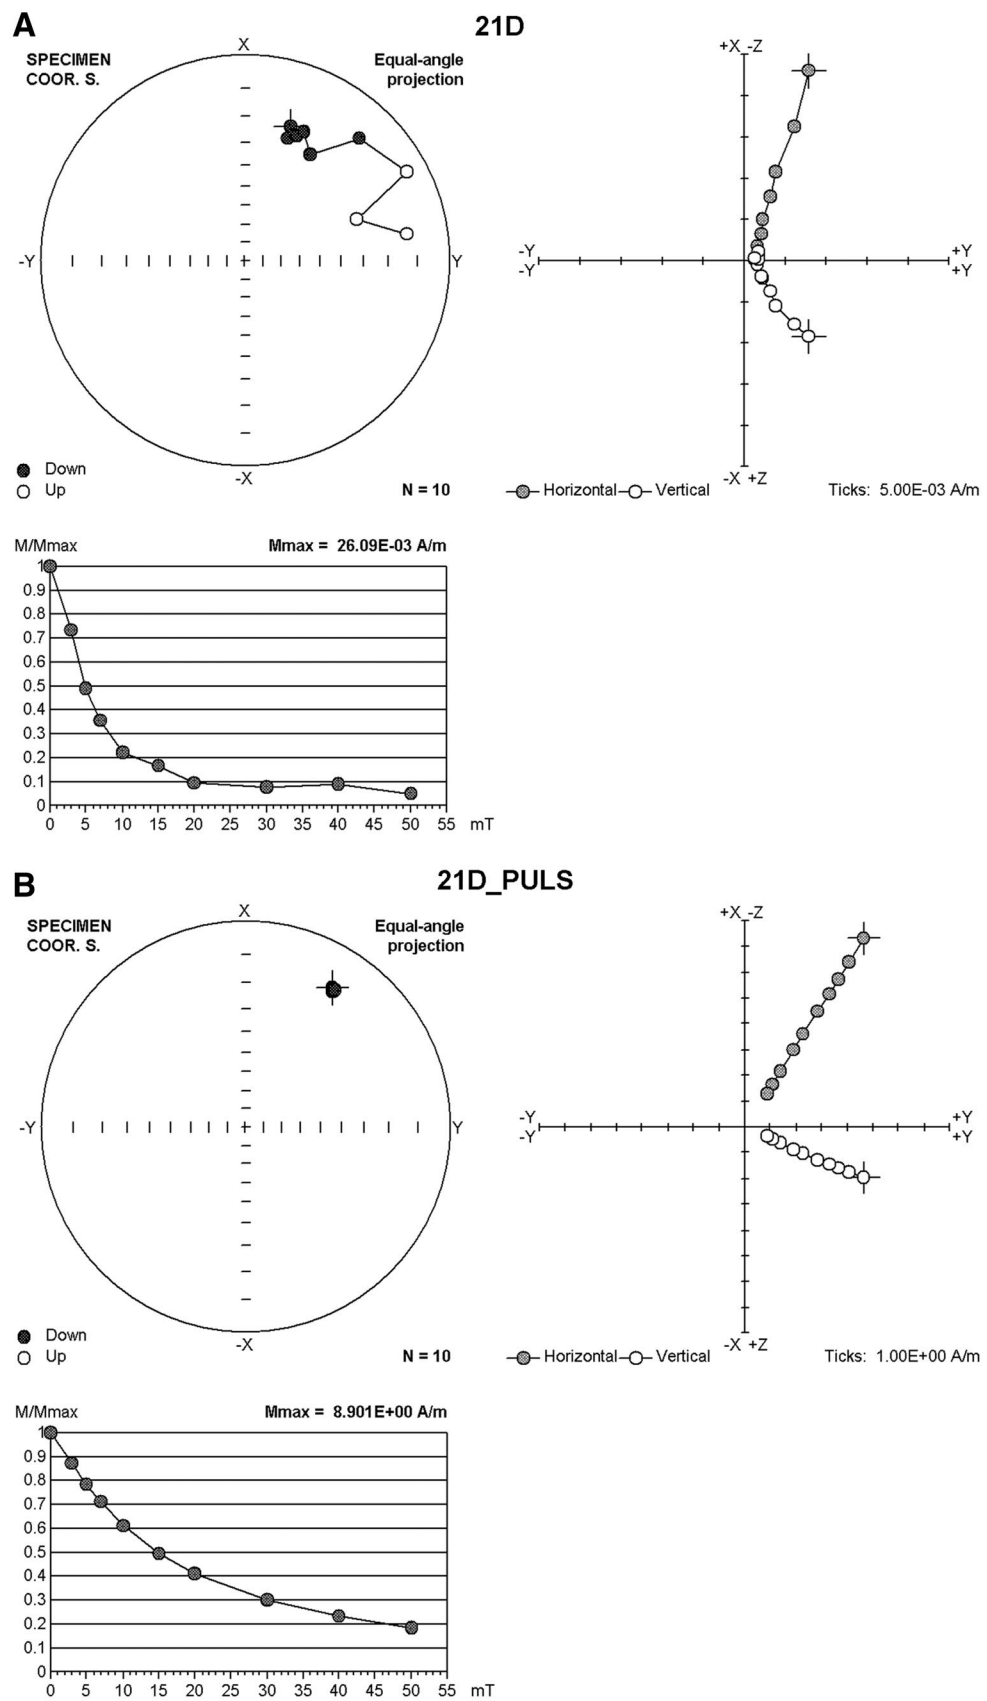 A
21D
SPECIMEN
COOR. S.
Equal-angle
projection
X
-Y
Y
-X
Down
Up
N = 10
+X -Z
-Y
-Y
+Y
+Y
-X +Z
Horizontal
Vertical
Ticks: 5.00E-03 A/m
M/Mmax
Mmax = 26.09E-03 A/m
1
0.9
0.8
0.7
0.6
0.5
0.4
0.3
0.2
0.1
0
0 5 10 15 20 25 30 35 40 45 50 55 mT
B
21D_PULS
SPECIMEN
COOR. S.
Equal-angle
projection
X
-Y
Y
-X
Down
Up
N = 10
+X -Z
-Y
-Y
+Y
+Y
-X +Z
Horizontal
Vertical
Ticks: 1.00E+00 A/m
M/Mmax
Mmax = 8.901E+00 A/m
1
0.9
0.8
0.7
0.6
0.5
0.4
0.3
0.2
0.1
0
0 5 10 15 20 25 30 35 40 45 50 55 mT